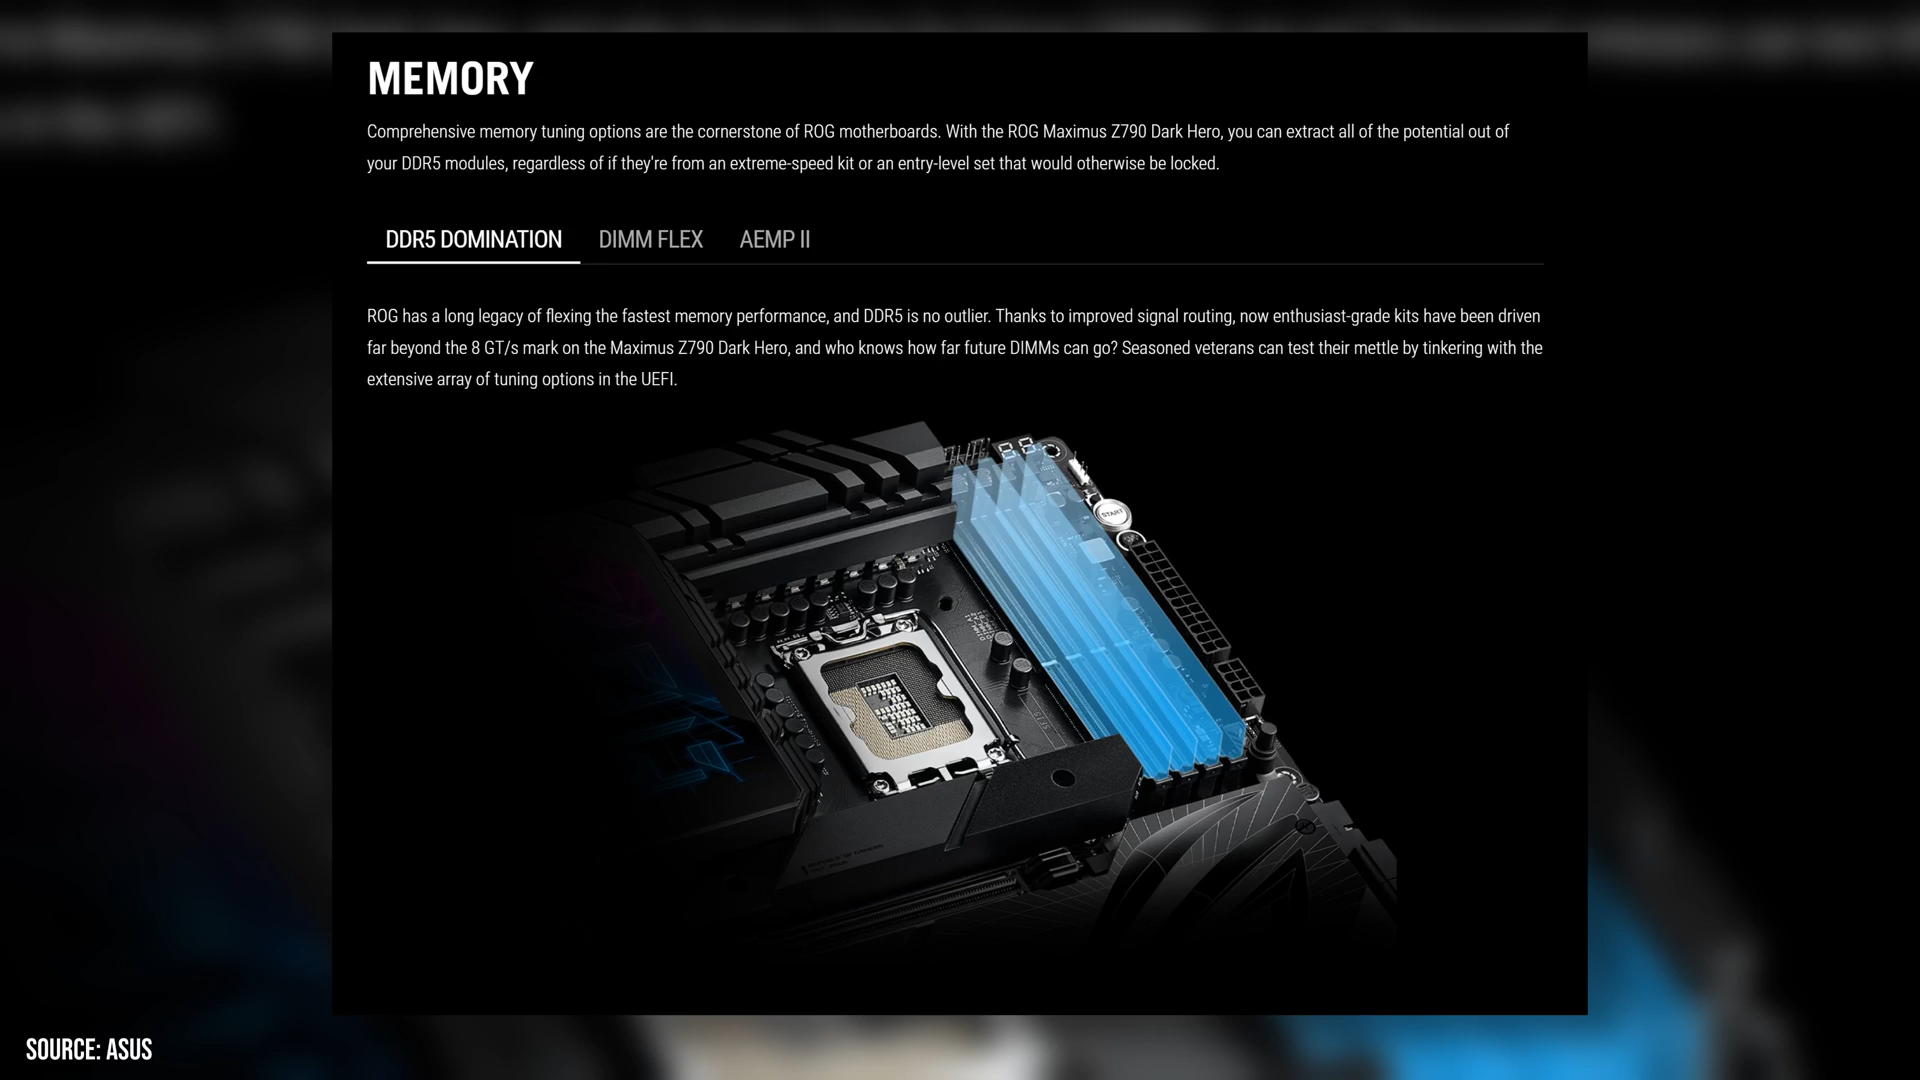 MEMORY
Comprehensive memory tuning options are the cornerstone of ROG motherboards. With the ROG Maximus Z790 Dark Hero, you can extract all of the potential out of
your DDR5 modules, regardless of if they're from an extreme-speed kit or an entry-level set that would otherwise be locked.
DDR5 DOMINATION DIMM FLEX AEMP II
ROG has a long legacy of flexing the fastest memory performance, and DDR5 is no outlier. Thanks to improved signal routing, now enthusiast-grade kits have been driven
far beyond the 8 GT/s mark on the Maximus Z790 Dark Hero, and who knows how far future DIMMs can go? Seasoned veterans can test their mettle by tinkering with the
extensive array of tuning options in the UEFI.
START
SOURCE: ASUS